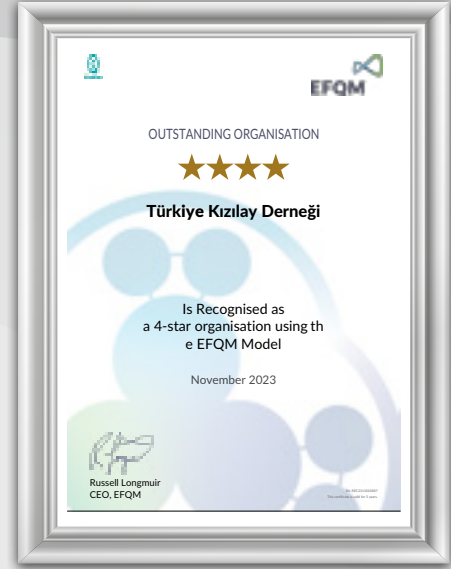 EFQM
OUTSTANDING ORGANISATION
Türkiye Kızılay Derneği
Is Recognised as
a 4-star organisation using th
e EFQM Model
November 2023
Russell Longmuir
CEO, EFQM